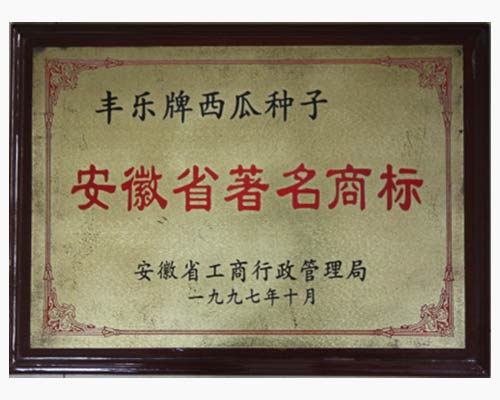 丰乐牌西瓜种子
安徽省著名商标
安徽省工商行政管理局
一九九七年十月